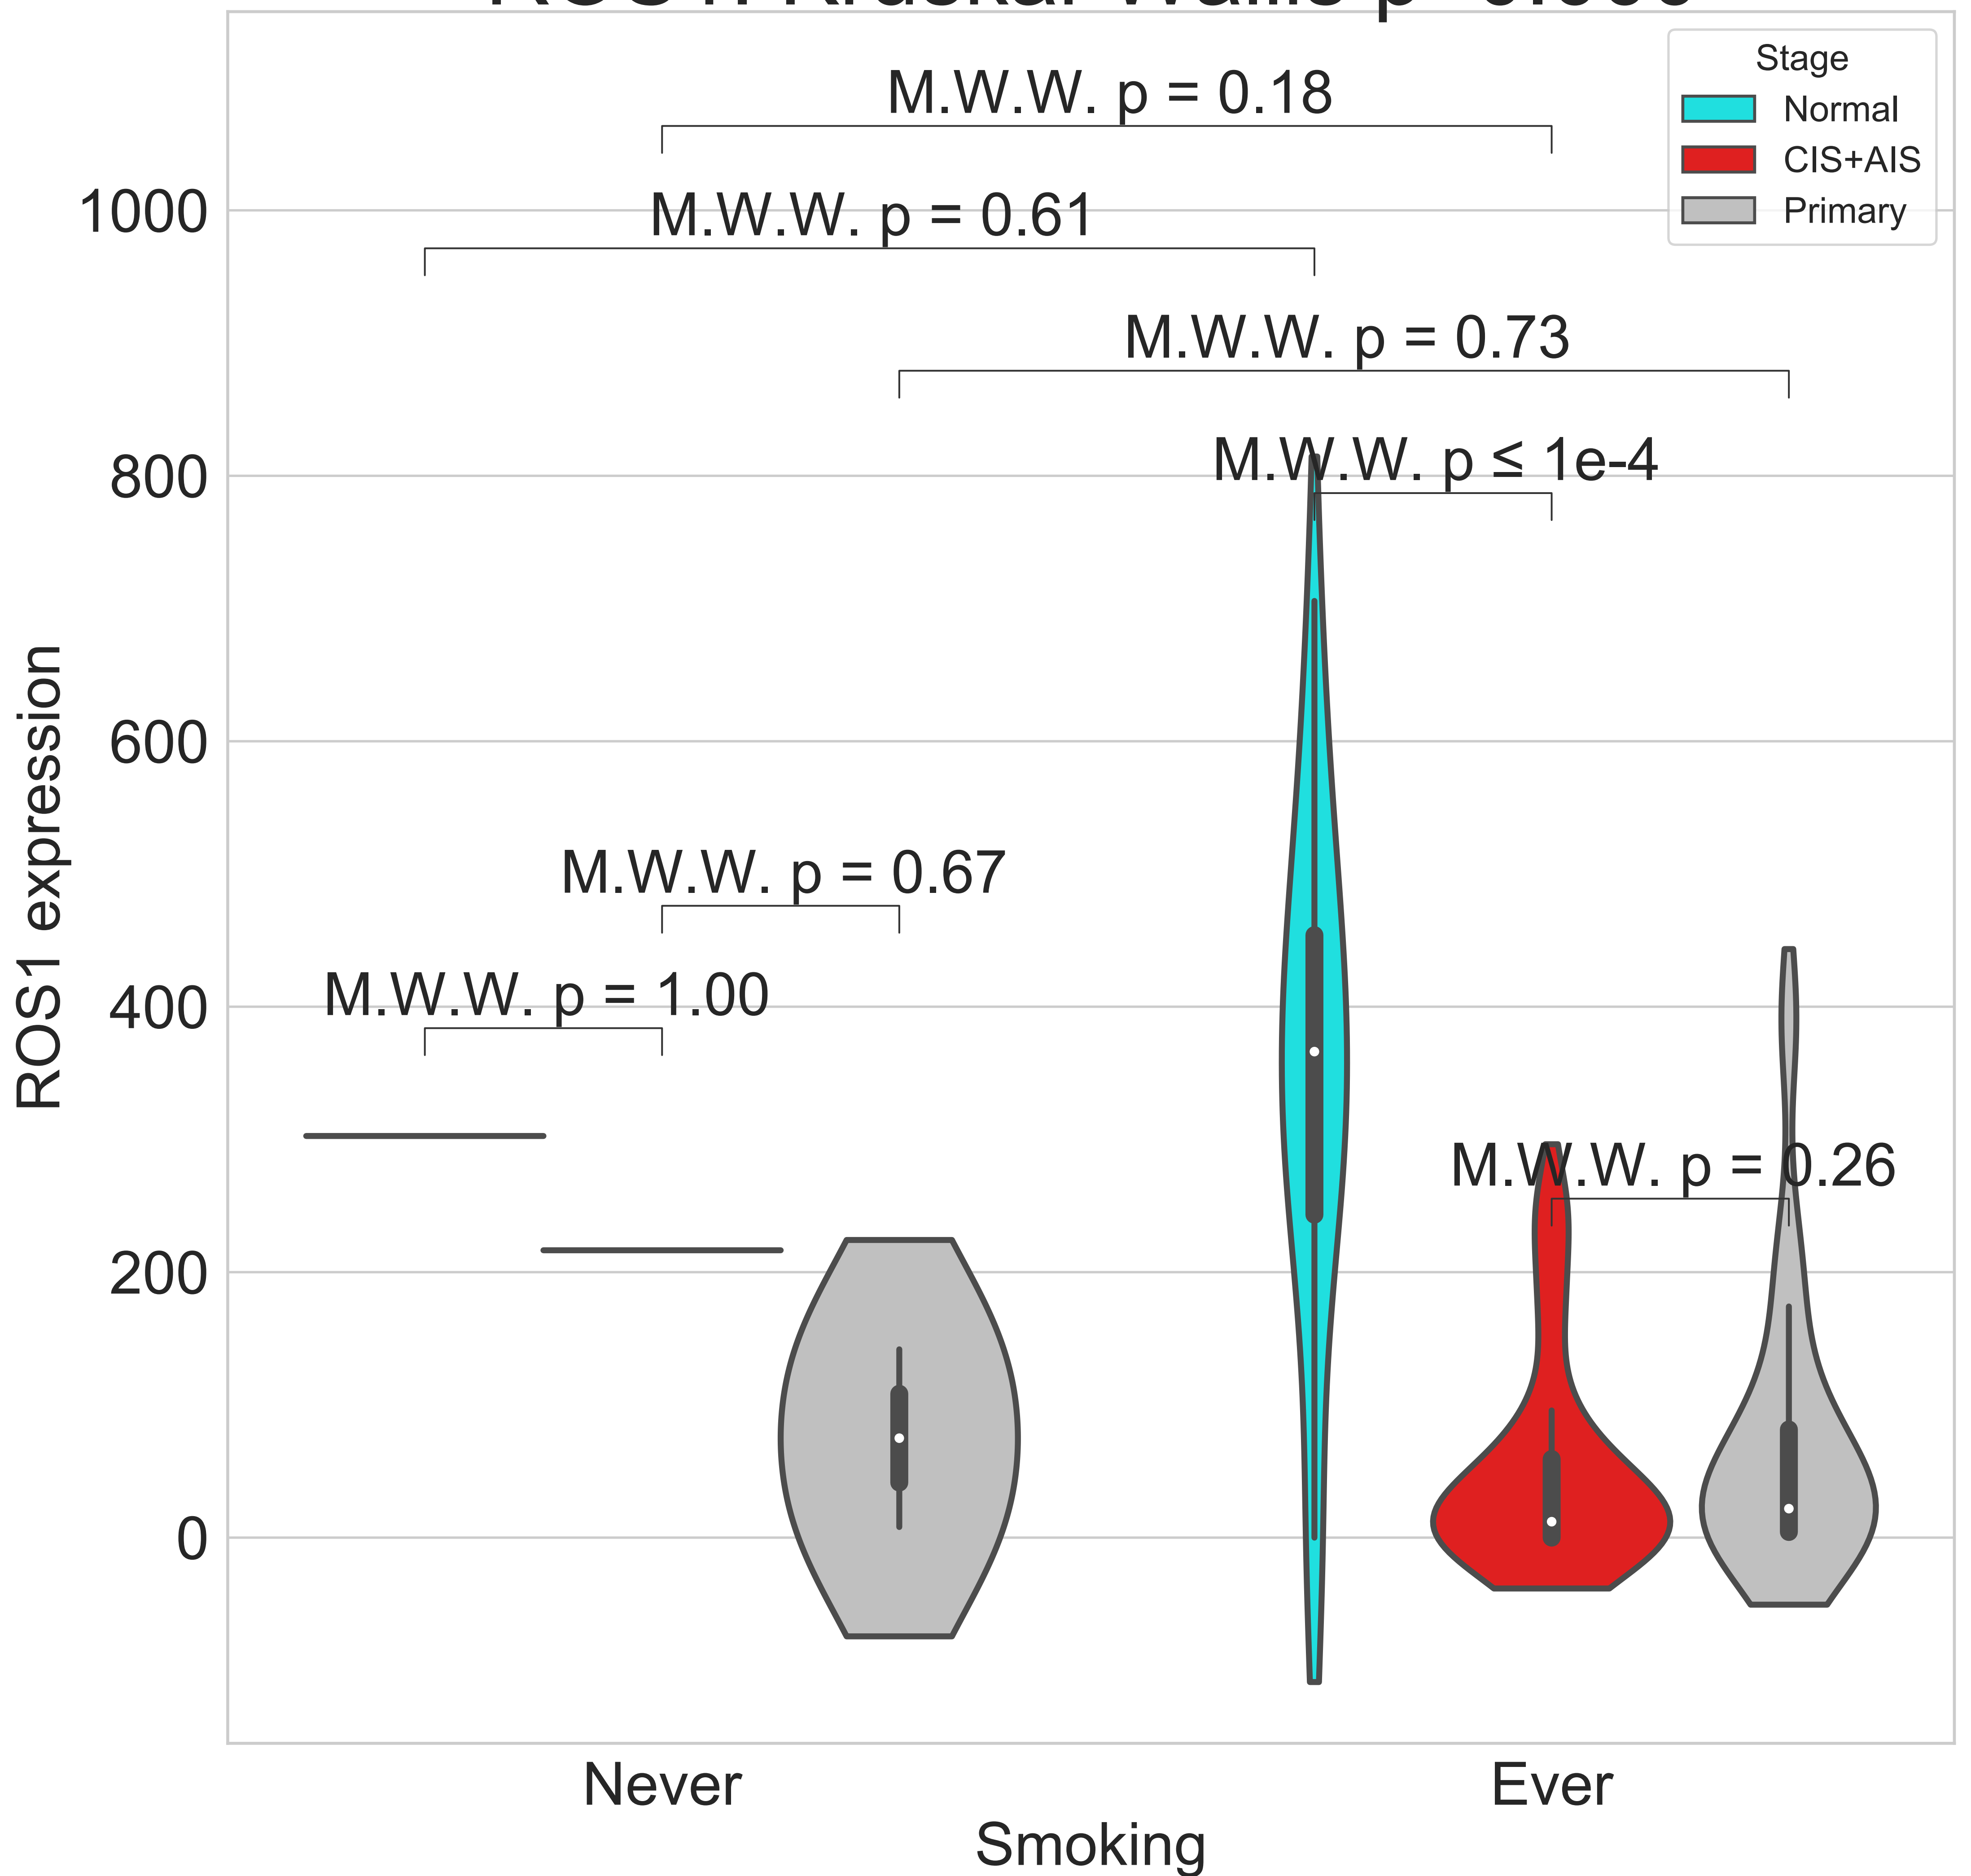 Stage
Normal
CIS+AIS
Primary
M.W.W. p = 0.18
M.W.W. p = 0.61
M.W.W. p = 0.73
M.W.W. p ≤ 1e-4
M.W.W. p = 0.67
M.W.W. p = 1.00
M.W.W. p = 0.26
1000
800
600
400
200
0
ROS1 expression
Never
Ever
Smoking